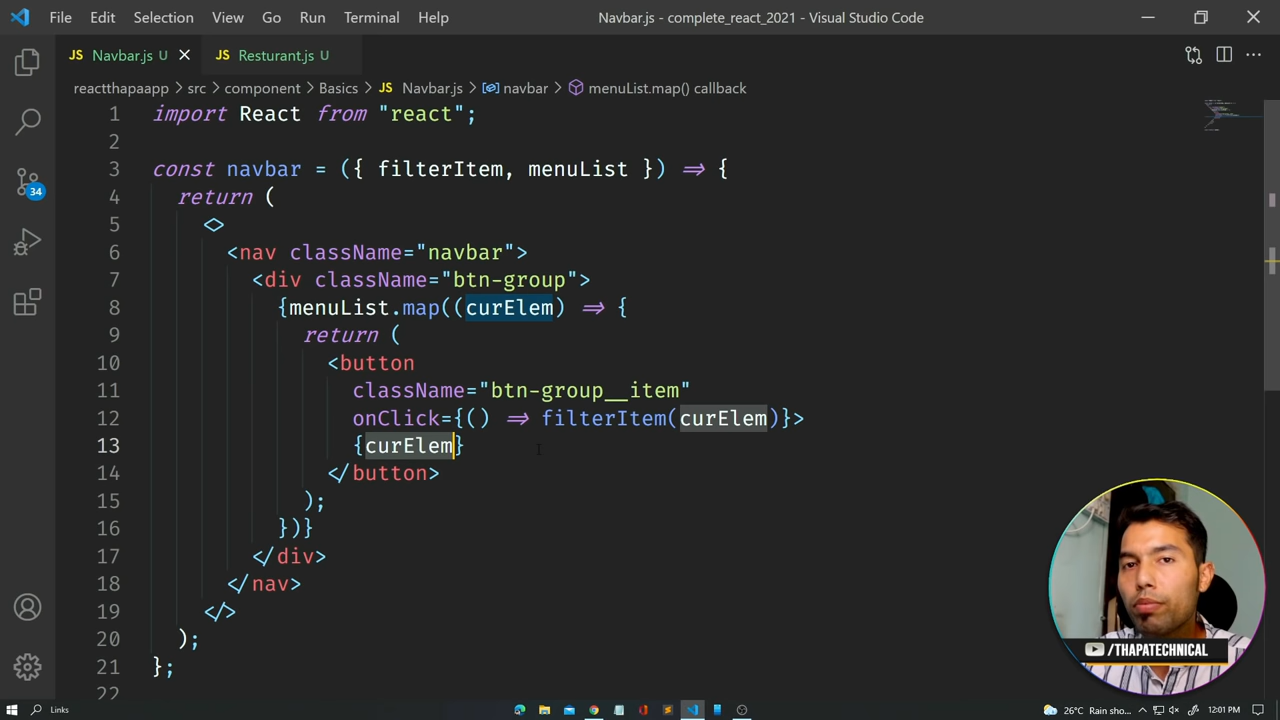 File Edit Selection View Go Run Terminal Help Navbar.js - complete_react_2021 - Visual Studio Code
JS Navbar.js U JS Resturant.js U
reactthapaapp > src > component > Basics > JS Navbar.js > navbar > menuList.map() callback
1 import React from "react";
2
3 const navbar = ({ filterItem, menuList }) => {
4 return (
5 <>
6 <nav className="navbar">
7 <div className="btn-group">
8 {menuList.map((curElem) => {
9 return (
10 <button
11 className="btn-group__item"
12 onClick={() => filterItem(curElem)}>
13 {curElem}
14 </button>
15 );
16 })}
17 </div>
18 </nav>
19 </>
20 );
21 };
22
34
/THAPATECHNICAL
Links 26°C Rain sho... 12:01 PM